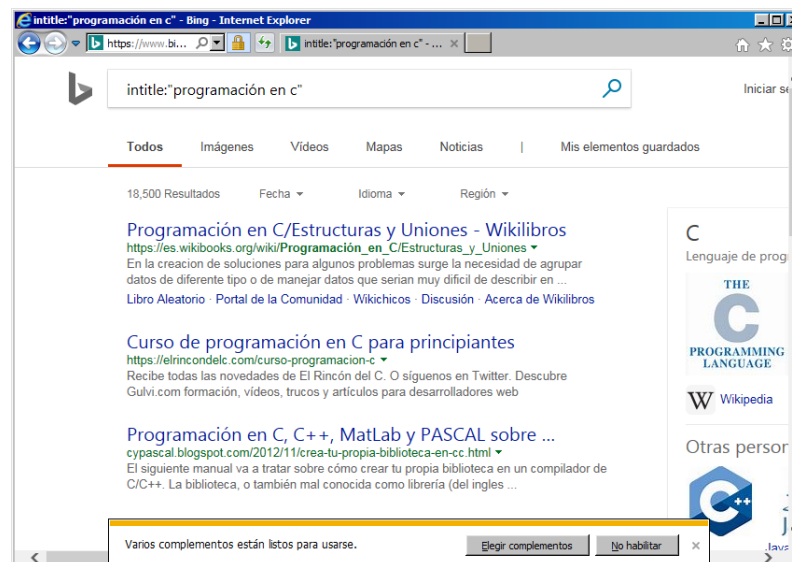 intitle:"programación en c" - Bing - Internet Explorer
https://www.bi...
intitle:"programación en c" - ...
intitle:"programación en c"
Iniciar
Todos Imágenes Vídeos Mapas Noticias | Mis elementos guardados
18,500 Resultados Fecha Idioma Región
Programación en C/Estructuras y Uniones - Wikilibros
https://es.wikibooks.org/wiki/Programación_en_C/Estructuras_y_Uniones
En la creacion de soluciones para algunos problemas surge la necesidad de agrupar
datos de diferente tipo o de manejar datos que serian muy dificil de describir en ...
Libro Aleatorio · Portal de la Comunidad · Wikichicos · Discusión · Acerca de Wikilibros
Curso de programación en C para principiantes
https://elrincondelc.com/curso-programacion-c
Recibe todas las novedades de El Rincón del C. O síguenos en Twitter. Descubre
Gulvi.com formación, vídeos, trucos y artículos para desarrolladores web
Programación en C, C++, MatLab y PASCAL sobre ...
cypascal.blogspot.com/2012/11/crea-tu-propia-biblioteca-en-cc.html
El siguiente manual va a tratar sobre cómo crear tu propia biblioteca en un compilador de
C/C++. La biblioteca, o también mal conocida como librería (del ingles ...
C
Lenguaje de prog
THE
C
PROGRAMMING
LANGUAGE
W Wikipedia
Otras person
C++
Java
Varios complementos están listos para usarse. Elegir complementos No habilitar